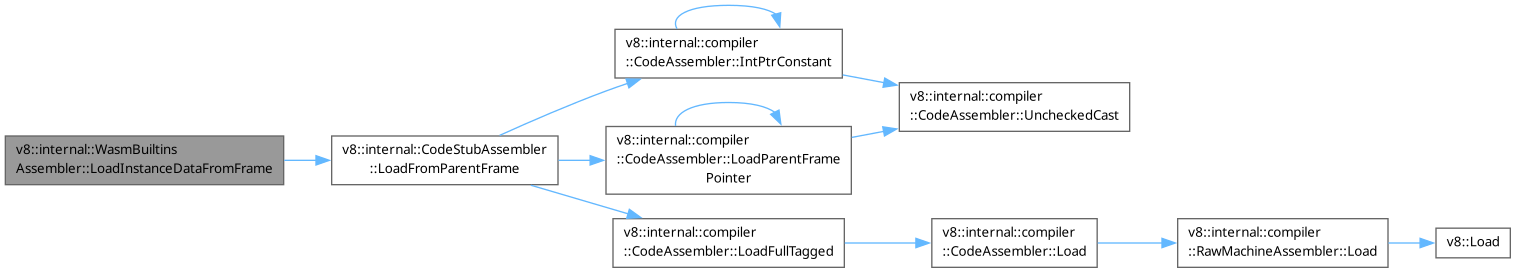 v8::internal::WasmBuiltins
Assembler::LoadInstanceDataFromFrame
v8::internal::CodeStubAssembler
::LoadFromParentFrame
v8::internal::compiler
::CodeAssembler::IntPtrConstant
v8::internal::compiler
::CodeAssembler::UncheckedCast
v8::internal::compiler
::CodeAssembler::LoadParentFrame
Pointer
v8::internal::compiler
::CodeAssembler::LoadFullTagged
v8::internal::compiler
::CodeAssembler::Load
v8::internal::compiler
::RawMachineAssembler::Load
v8::Load